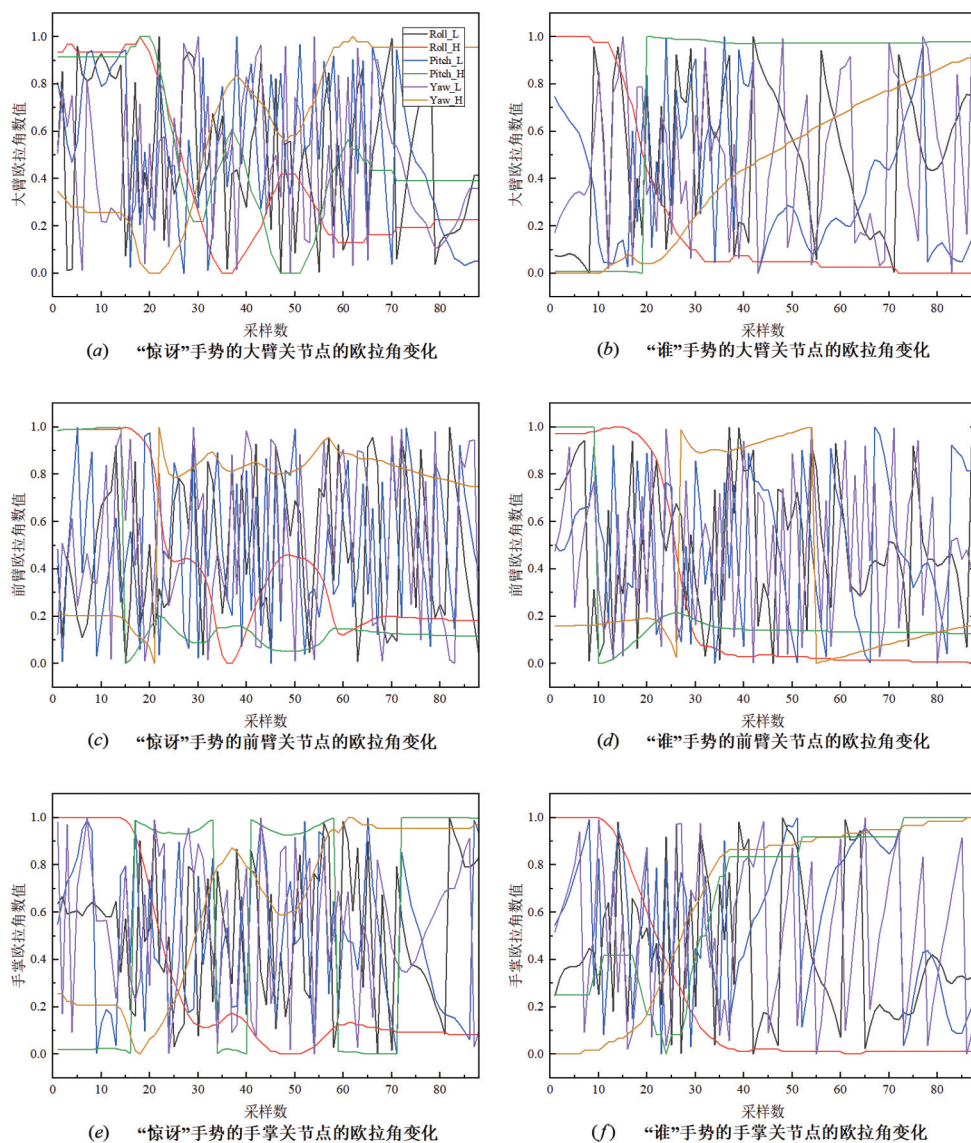 1.0
0.8
0.6
0.4
0.2
0.0
大臂欧拉角数值
Roll_L
Roll_H
Pitch_L
Pitch_H
Yaw_L
Yaw_H
0 10 20 30 40 50 60 70 80
采样数
(a) “惊讶”手势的大臂关节点的欧拉角变化
1.0
0.8
0.6
0.4
0.2
0.0
大臂欧拉角数值
0 10 20 30 40 50 60 70 80
采样数
(b) “谁”手势的大臂关节点的欧拉角变化
1.0
0.8
0.6
0.4
0.2
0.0
前臂欧拉角数值
0 10 20 30 40 50 60 70 80
采样数
(c) “惊讶”手势的前臂关节点的欧拉角变化
1.0
0.8
0.6
0.4
0.2
0.0
前臂欧拉角数值
0 10 20 30 40 50 60 70 80
采样数
(d) “谁”手势的前臂关节点的欧拉角变化
1.0
0.8
0.6
0.4
0.2
0.0
手掌欧拉角数值
0 10 20 30 40 50 60 70 80
采样数
(e) “惊讶”手势的手掌关节点的欧拉角变化
1.0
0.8
0.6
0.4
0.2
0.0
手掌欧拉角数值
0 10 20 30 40 50 60 70 80
采样数
(f) “谁”手势的手掌关节点的欧拉角变化